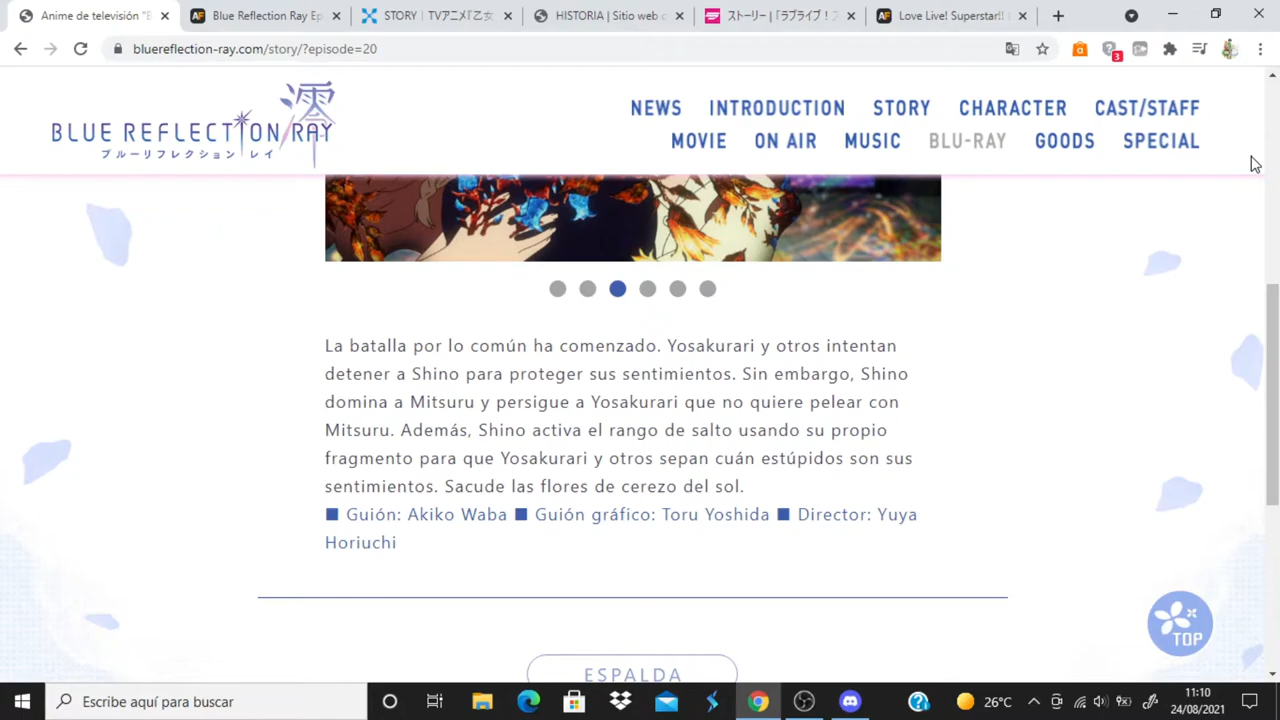 Anime de televisión "B
Blue Reflection Ray Ep
STORY | TVアニメ『乙女
HISTORIA | Sitio web c
ストーリー | 「ラブライブ！ス
Love Live! Superstar!! 
bluereflection-ray.com/story/?episode=20
3
澪
BLUE REFLECTION RAY
ブルーリフレクション レイ
NEWS INTRODUCTION STORY CHARACTER CAST/STAFF
MOVIE ON AIR MUSIC BLU-RAY GOODS SPECIAL
La batalla por lo común ha comenzado. Yosakurari y otros intentan
detener a Shino para proteger sus sentimientos. Sin embargo, Shino
domina a Mitsuru y persigue a Yosakurari que no quiere pelear con
Mitsuru. Además, Shino activa el rango de salto usando su propio
fragmento para que Yosakurari y otros sepan cuán estúpidos son sus
sentimientos. Sacude las flores de cerezo del sol.
■ Guión: Akiko Waba ■ Guión gráfico: Toru Yoshida ■ Director: Yuya
Horiuchi
TOP
ESPALDA
Escribe aquí para buscar
26°C
11:10
24/08/2021